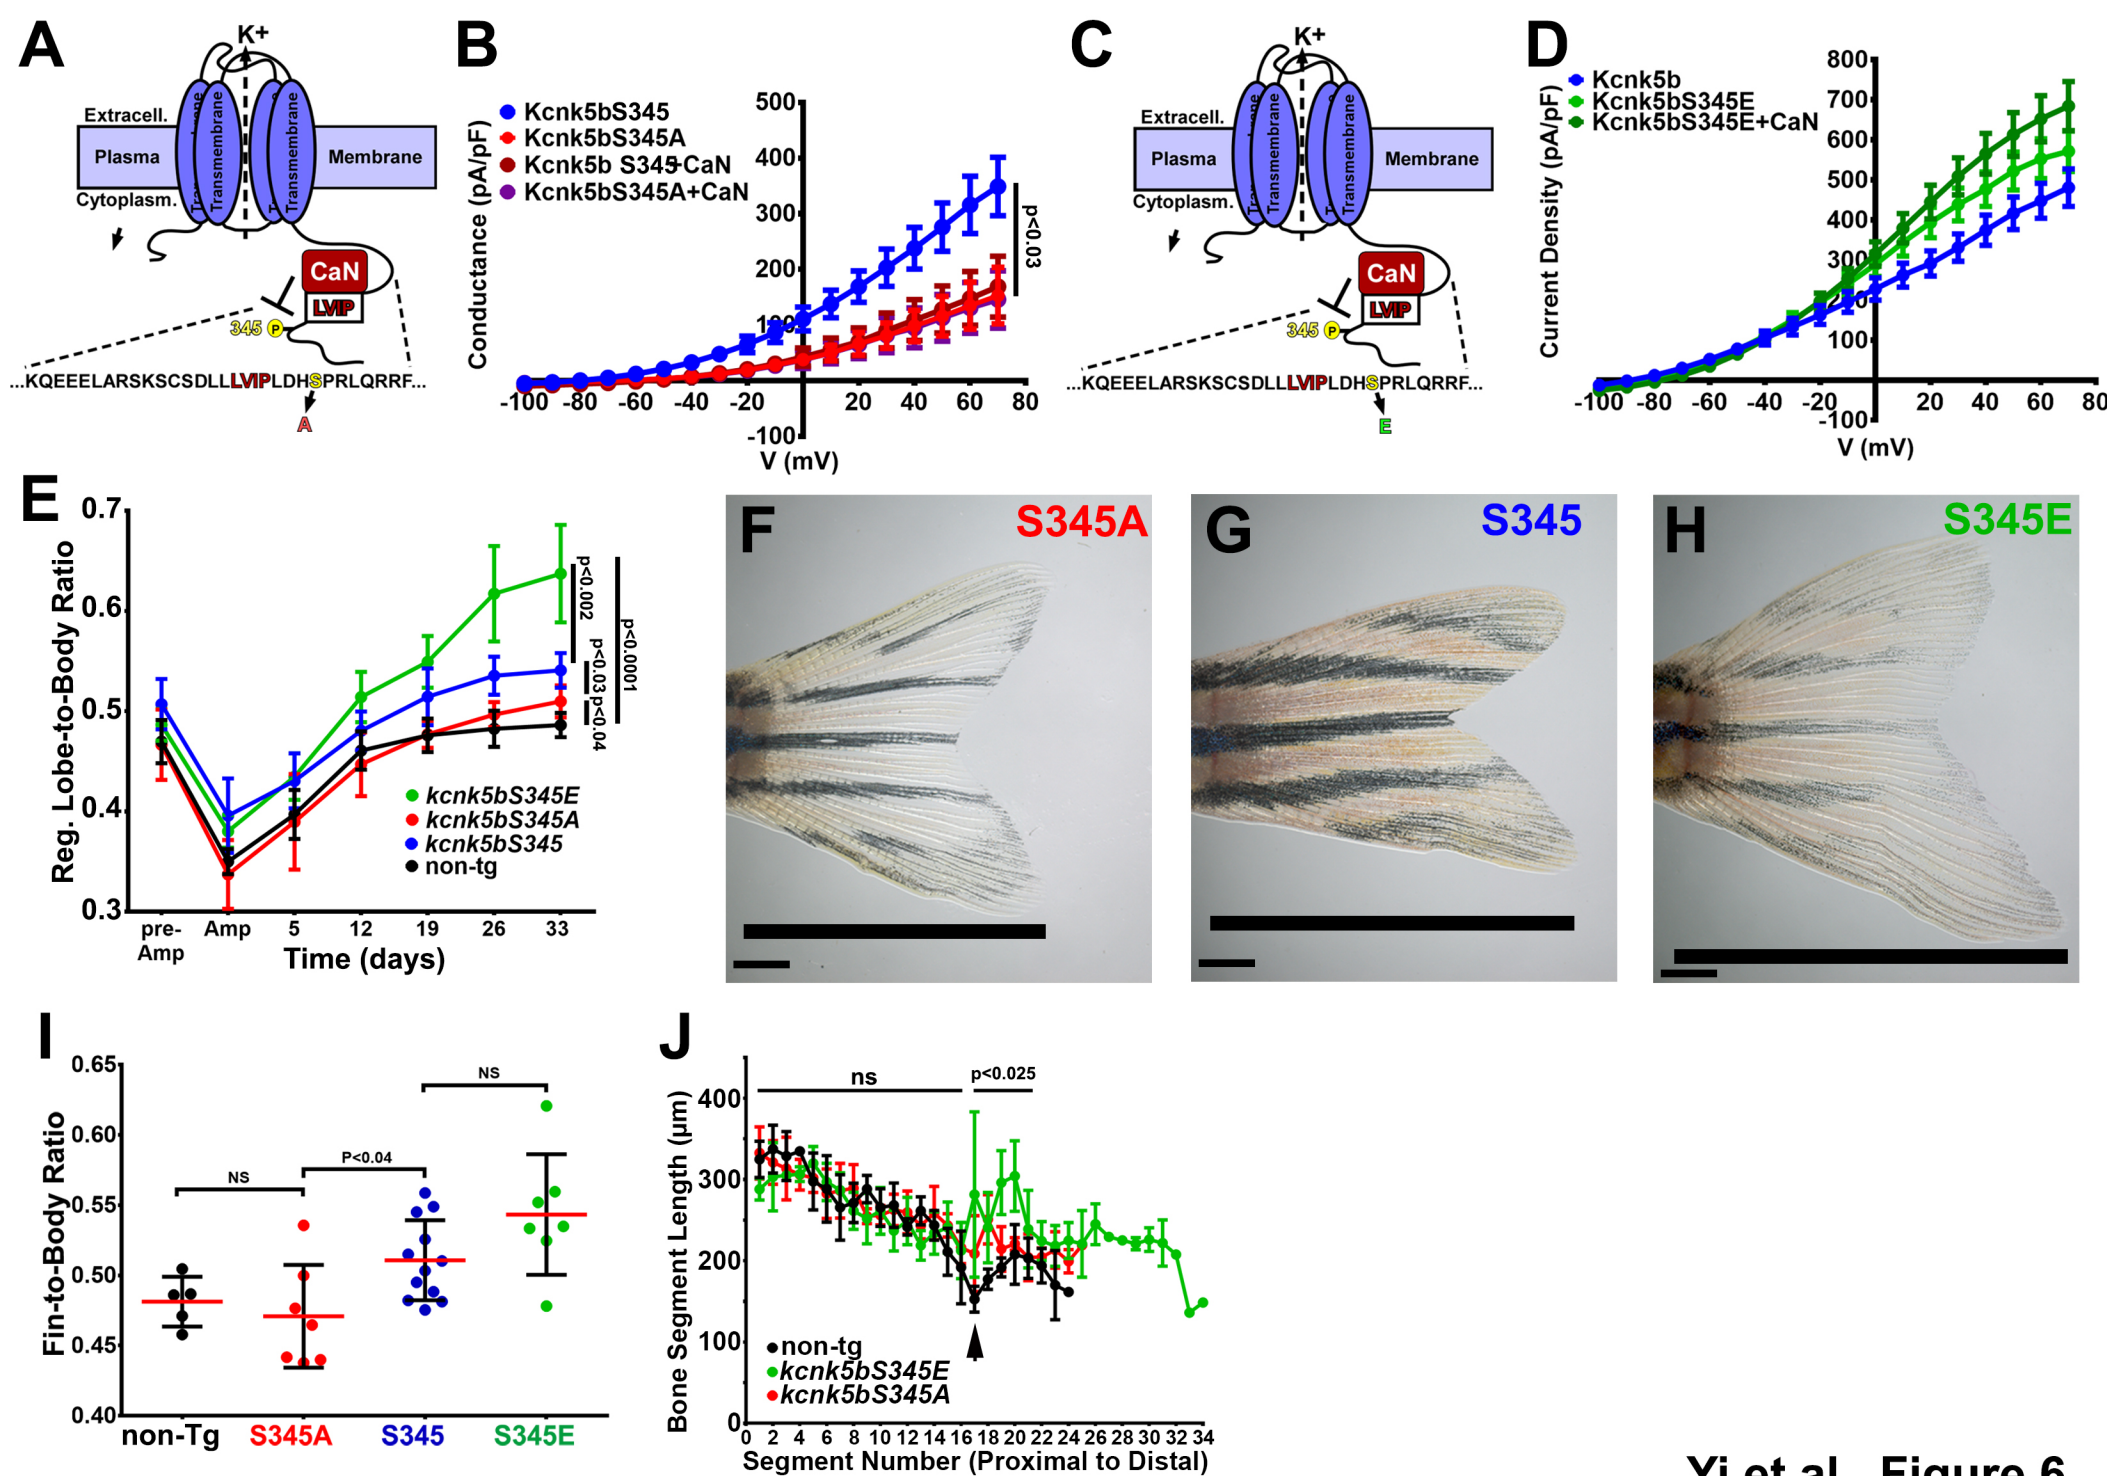 A
K+
Extracell.
Plasma
Transmembrane
Transmembrane
Membrane
Cytoplasm.
CaN
LVIP
345 P
...KQEEELARSKSCSDLLLVIPLDHSPRLQRRF...
A
B
Kcnk5bS345
Kcnk5bS345A
Kcnk5b S345+CaN
Kcnk5bS345A+CaN
Conductance (pA/pF)
500
400
300
200
100
-100
-100 -80 -60 -40 -20 20 40 60 80
V (mV)
p<0.03
C
K+
Extracell.
Plasma
Transmembrane
Transmembrane
Membrane
Cytoplasm.
CaN
LVIP
345 P
...KQEEELARSKSCSDLLLVIPLDHSPRLQRRF...
E
D
Kcnk5b
Kcnk5bS345E
Kcnk5bS345E+CaN
Current Density (pA/pF)
800
700
600
500
400
300
200
100
-100
-100 -80 -60 -40 -20 20 40 60 80
V (mV)
E
Reg. Lobe-to-Body Ratio
0.7
0.6
0.5
0.4
0.3
pre-Amp Amp 5 12 19 26 33
Time (days)
p<0.002
p<0.03
p<0.04
p<0.0001
kcnk5bS345E
kcnk5bS345A
kcnk5bS345
non-tg
F
S345A
G
S345
H
S345E
I
Fin-to-Body Ratio
0.65
0.60
0.55
0.50
0.45
0.40
NS
P<0.04
NS
non-Tg S345A S345 S345E
J
Bone Segment Length (µm)
400
300
200
100
0
ns
p<0.025
non-tg
kcnk5bS345E
kcnk5bS345A
0 2 4 6 8 10 12 14 16 18 20 22 24 26 28 30 32 34
Segment Number (Proximal to Distal)